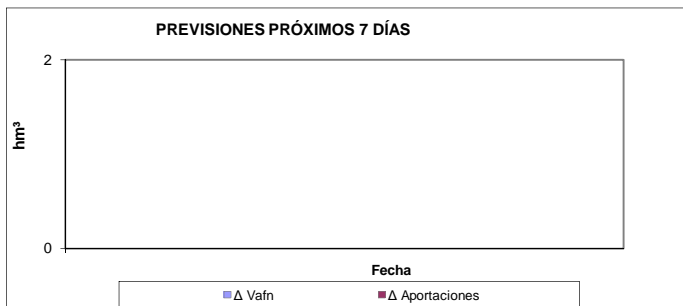 PREVISIONES PRÓXIMOS 7 DÍAS
2
hm³
0
Fecha
Δ Vafn Δ Aportaciones